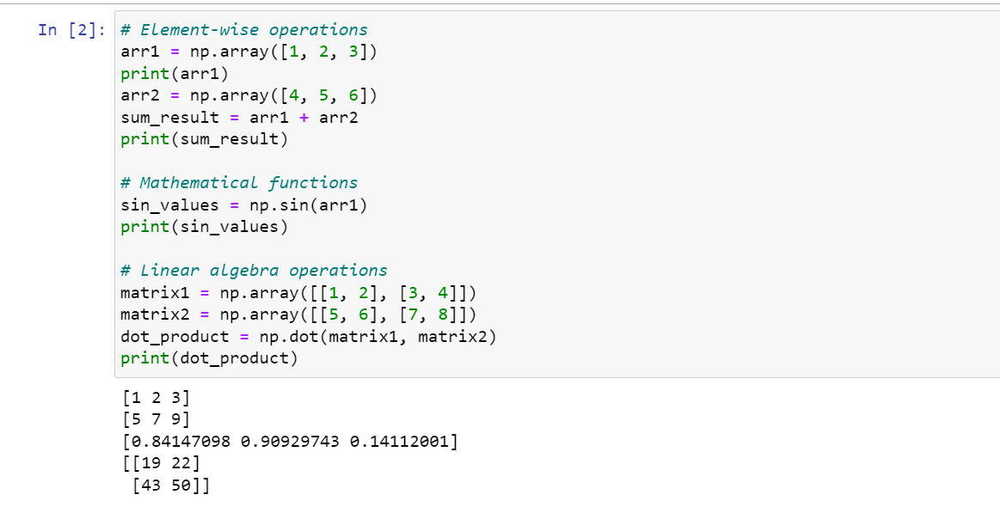 In [2]: # Element-wise operations
arr1 = np.array([1, 2, 3])
print(arr1)
arr2 = np.array([4, 5, 6])
sum_result = arr1 + arr2
print(sum_result)

# Mathematical functions
sin_values = np.sin(arr1)
print(sin_values)

# Linear algebra operations
matrix1 = np.array([[1, 2], [3, 4]])
matrix2 = np.array([[5, 6], [7, 8]])
dot_product = np.dot(matrix1, matrix2)
print(dot_product)

[1 2 3]
[5 7 9]
[0.84147098 0.90929743 0.14112001]
[[19 22]
 [43 50]]